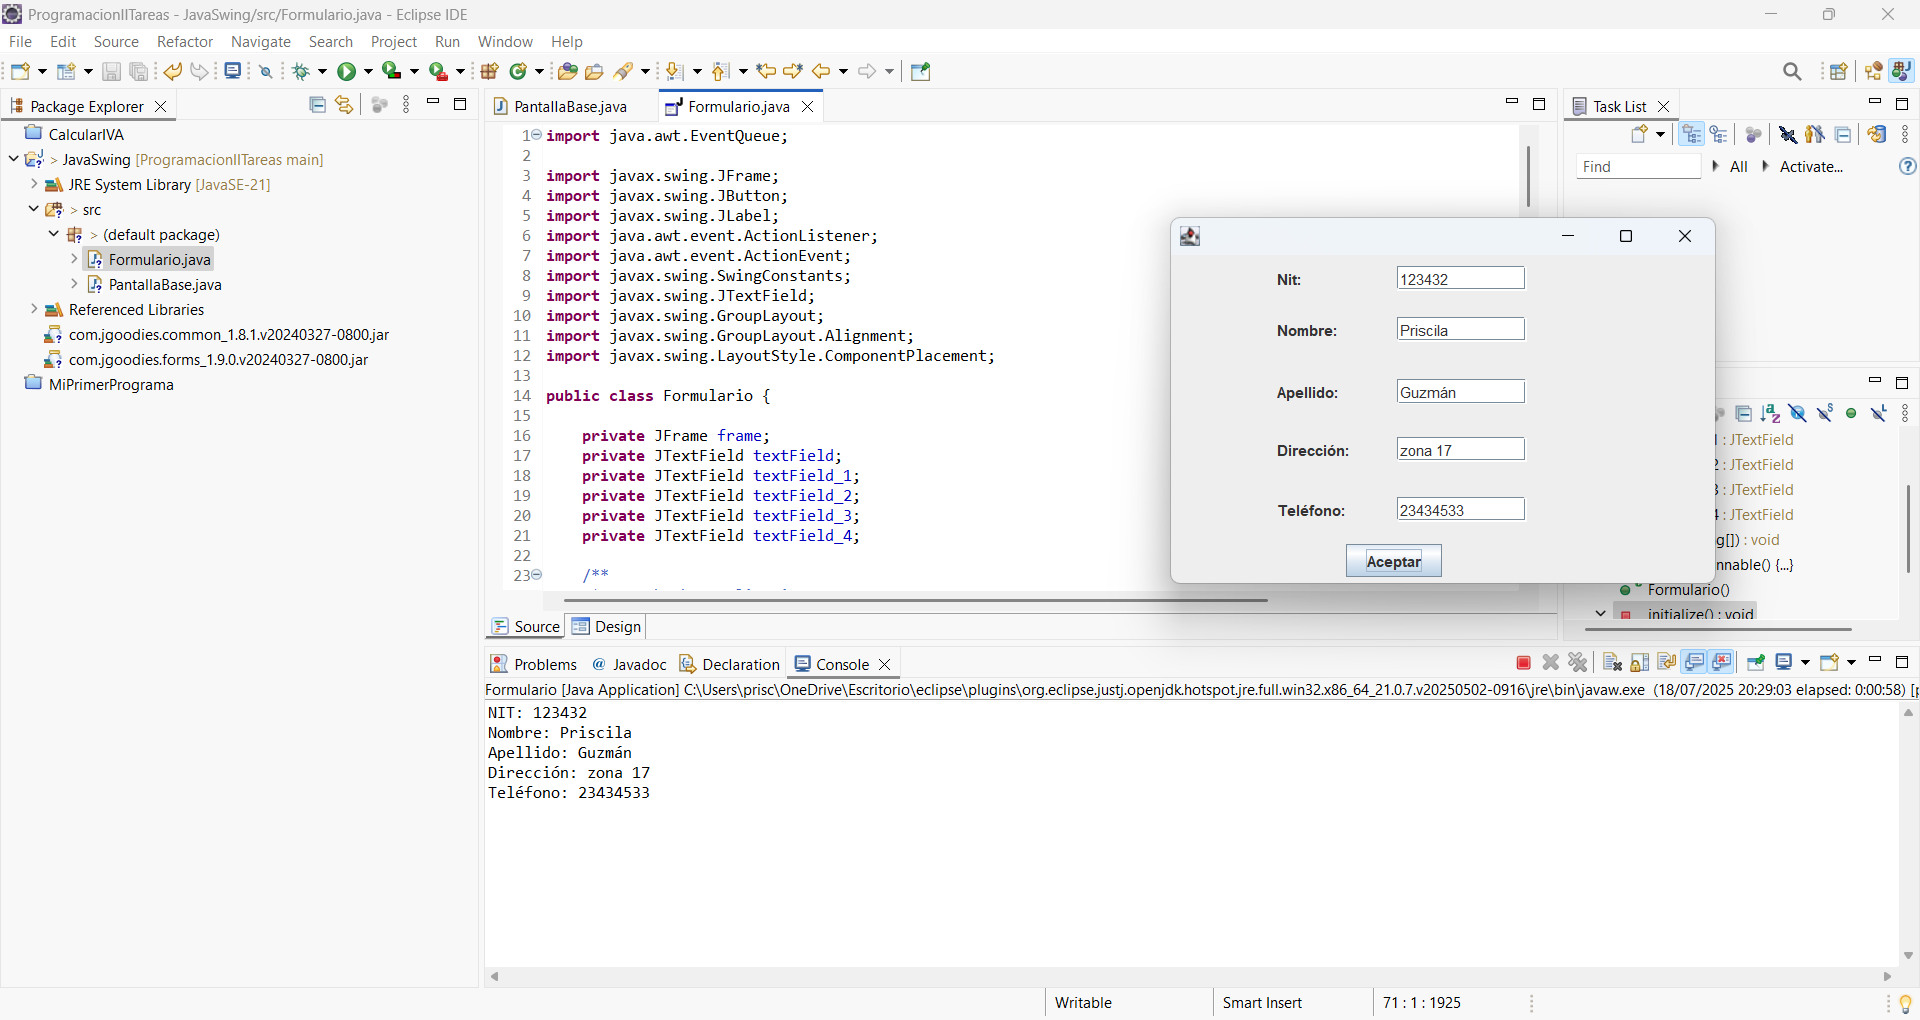 ProgramacionIITareas - JavaSwing/src/Formulario.java - Eclipse IDE
File Edit Source Refactor Navigate Search Project Run Window Help
Package Explorer
CalcularIVA
> JavaSwing [ProgramacionIITareas main]
JRE System Library [JavaSE-21]
> src
> (default package)
Formulario.java
PantallaBase.java
Referenced Libraries
com.jgoodies.common_1.8.1.v20240327-0800.jar
com.jgoodies.forms_1.9.0.v20240327-0800.jar
MiPrimerPrograma
PantallaBase.java Formulario.java
1 import java.awt.EventQueue;
2
3 import javax.swing.JFrame;
4 import javax.swing.JButton;
5 import javax.swing.JLabel;
6 import java.awt.event.ActionListener;
7 import java.awt.event.ActionEvent;
8 import javax.swing.SwingConstants;
9 import javax.swing.JTextField;
10 import javax.swing.GroupLayout;
11 import javax.swing.GroupLayout.Alignment;
12 import javax.swing.LayoutStyle.ComponentPlacement;
13
14 public class Formulario {
15
16 private JFrame frame;
17 private JTextField textField;
18 private JTextField textField_1;
19 private JTextField textField_2;
20 private JTextField textField_3;
21 private JTextField textField_4;
22
23 /**
Source Design
Task List
Find All Activate...
Nit: 123432
Nombre: Priscila
Apellido: Guzmán
Dirección: zona 17
Teléfono: 23434533
Aceptar
: JTextField
: JTextField
: JTextField
: JTextField
g[]) : void
nnable() {...}
Formulario()
initialize() : void
Problems @ Javadoc Declaration Console
Formulario [Java Application] C:\Users\prisc\OneDrive\Escritorio\eclipse\plugins\org.eclipse.justj.openjdk.hotspot.jre.full.win32.x86_64_21.0.7.v20250502-0916\jre\bin\javaw.exe (18/07/2025 20:29:03 elapsed: 0:00:58) [p
NIT: 123432
Nombre: Priscila
Apellido: Guzmán
Dirección: zona 17
Teléfono: 23434533
Writable Smart Insert 71 : 1 : 1925